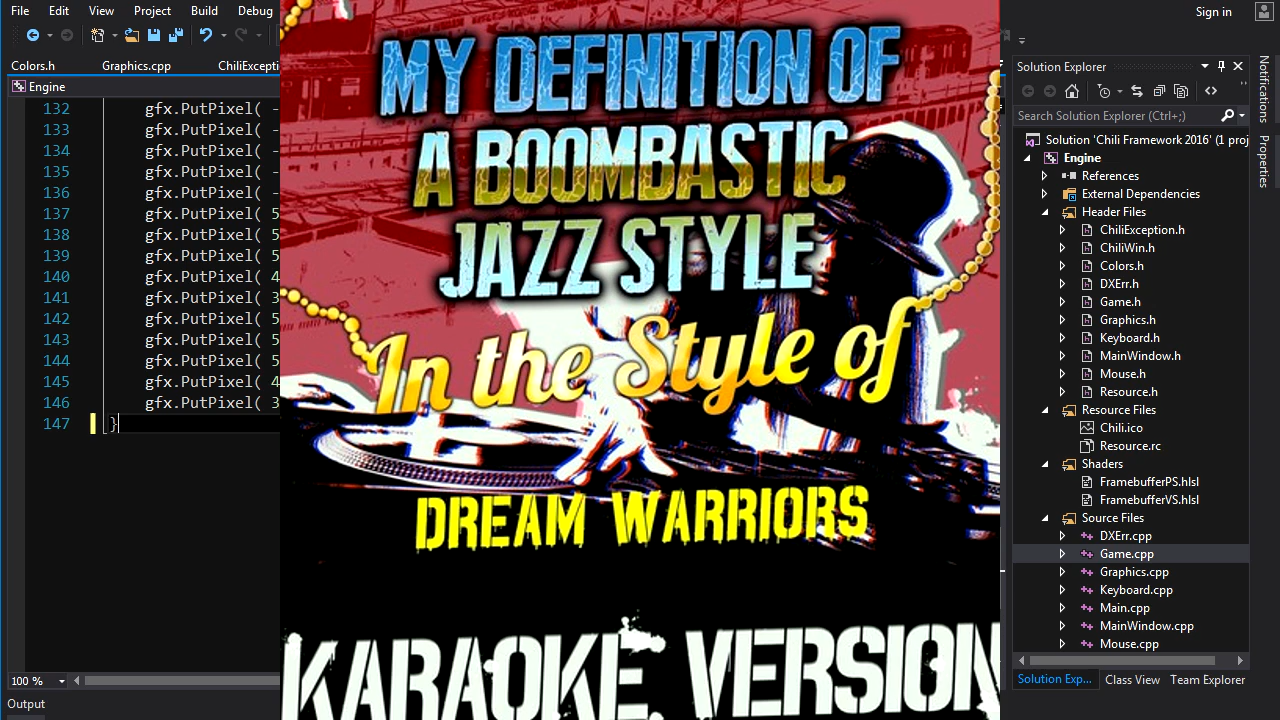 File Edit View Project Build Debug
Sign in
Colors.h Graphics.cpp ChiliExcepti
Engine
132 gfx.PutPixel( -
133 gfx.PutPixel( -
134 gfx.PutPixel( -
135 gfx.PutPixel( -
136 gfx.PutPixel( -
137 gfx.PutPixel( 5
138 gfx.PutPixel( 5
139 gfx.PutPixel( 5
140 gfx.PutPixel( 4
141 gfx.PutPixel( 3
142 gfx.PutPixel( 5
143 gfx.PutPixel( 5
144 gfx.PutPixel( 5
145 gfx.PutPixel( 4
146 gfx.PutPixel( 3
147 }
100 %
Output
MY DEFINITION OF
A BOOMBASTIC
JAZZ STYLE
In the Style of
DREAM WARRIORS
KARAOKE VERSION
Solution Explorer
Search Solution Explorer (Ctrl+;)
Solution 'Chili Framework 2016' (1 proj
Engine
References
External Dependencies
Header Files
ChiliException.h
ChiliWin.h
Colors.h
DXErr.h
Game.h
Graphics.h
Keyboard.h
MainWindow.h
Mouse.h
Resource.h
Resource Files
Chili.ico
Resource.rc
Shaders
FramebufferPS.hlsl
FramebufferVS.hlsl
Source Files
DXErr.cpp
Game.cpp
Graphics.cpp
Keyboard.cpp
Main.cpp
MainWindow.cpp
Mouse.cpp
Solution Exp... Class View Team Explorer
Notifications
Properties